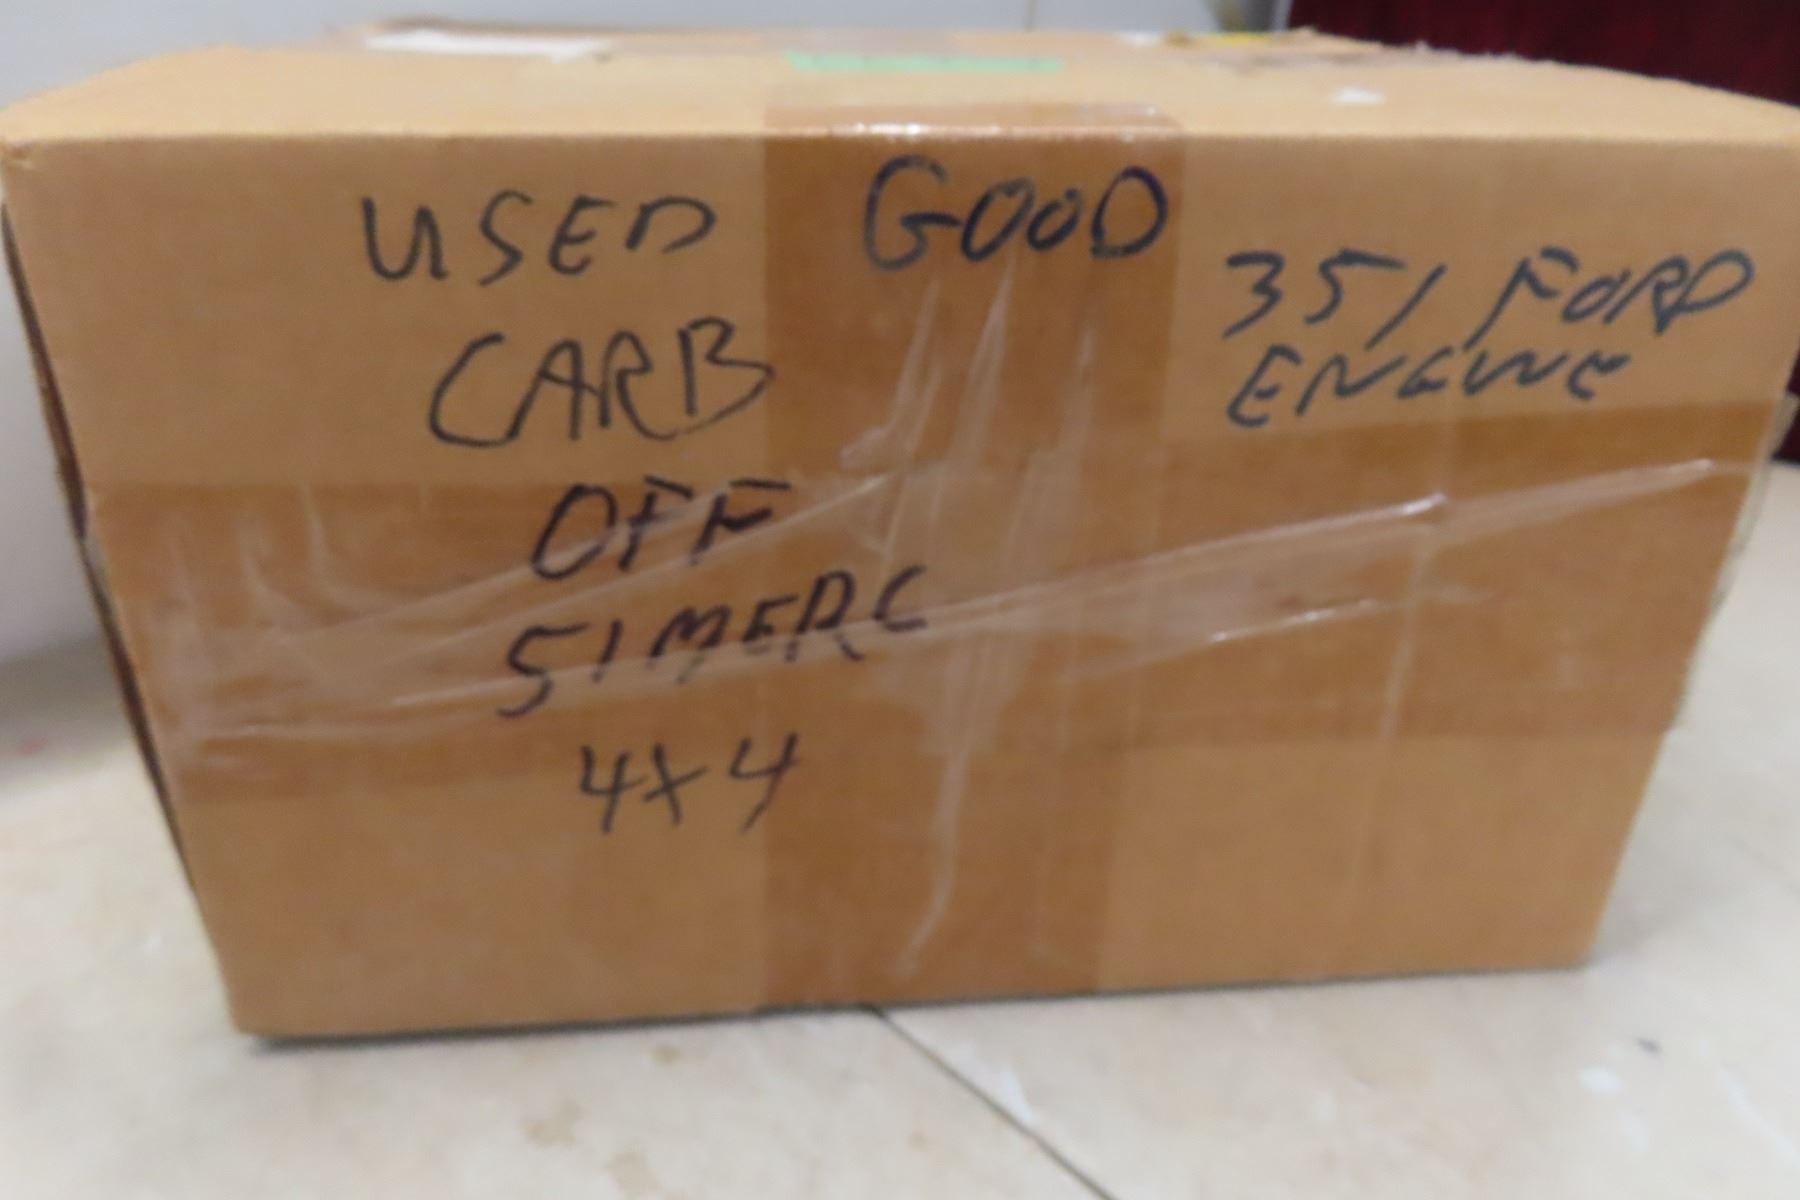 USED GOOD
CARB
OFF
51 MERC
4X4
351 FORD
ENGINE